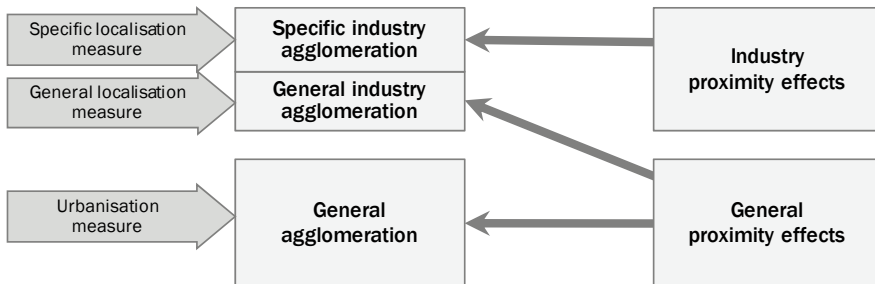 Specific localisation
measure
Specific industry
agglomeration
General localisation
measure
General industry
agglomeration
Industry
proximity effects
Urbanisation
measure
General
agglomeration
General
proximity effects